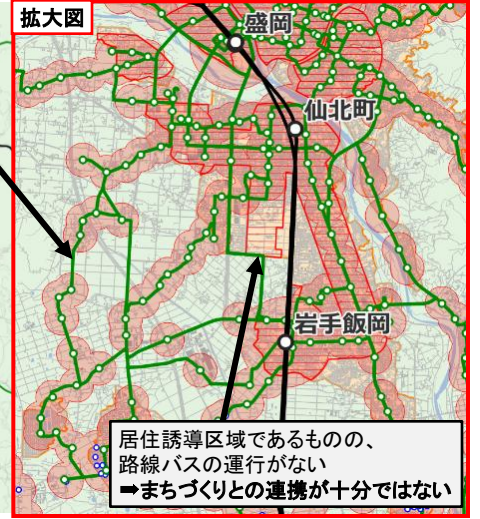 拡大図
盛岡
仙北町
岩手飯岡
居住誘導区域であるものの、
路線バスの運行がない
➡まちづくりとの連携が十分ではない